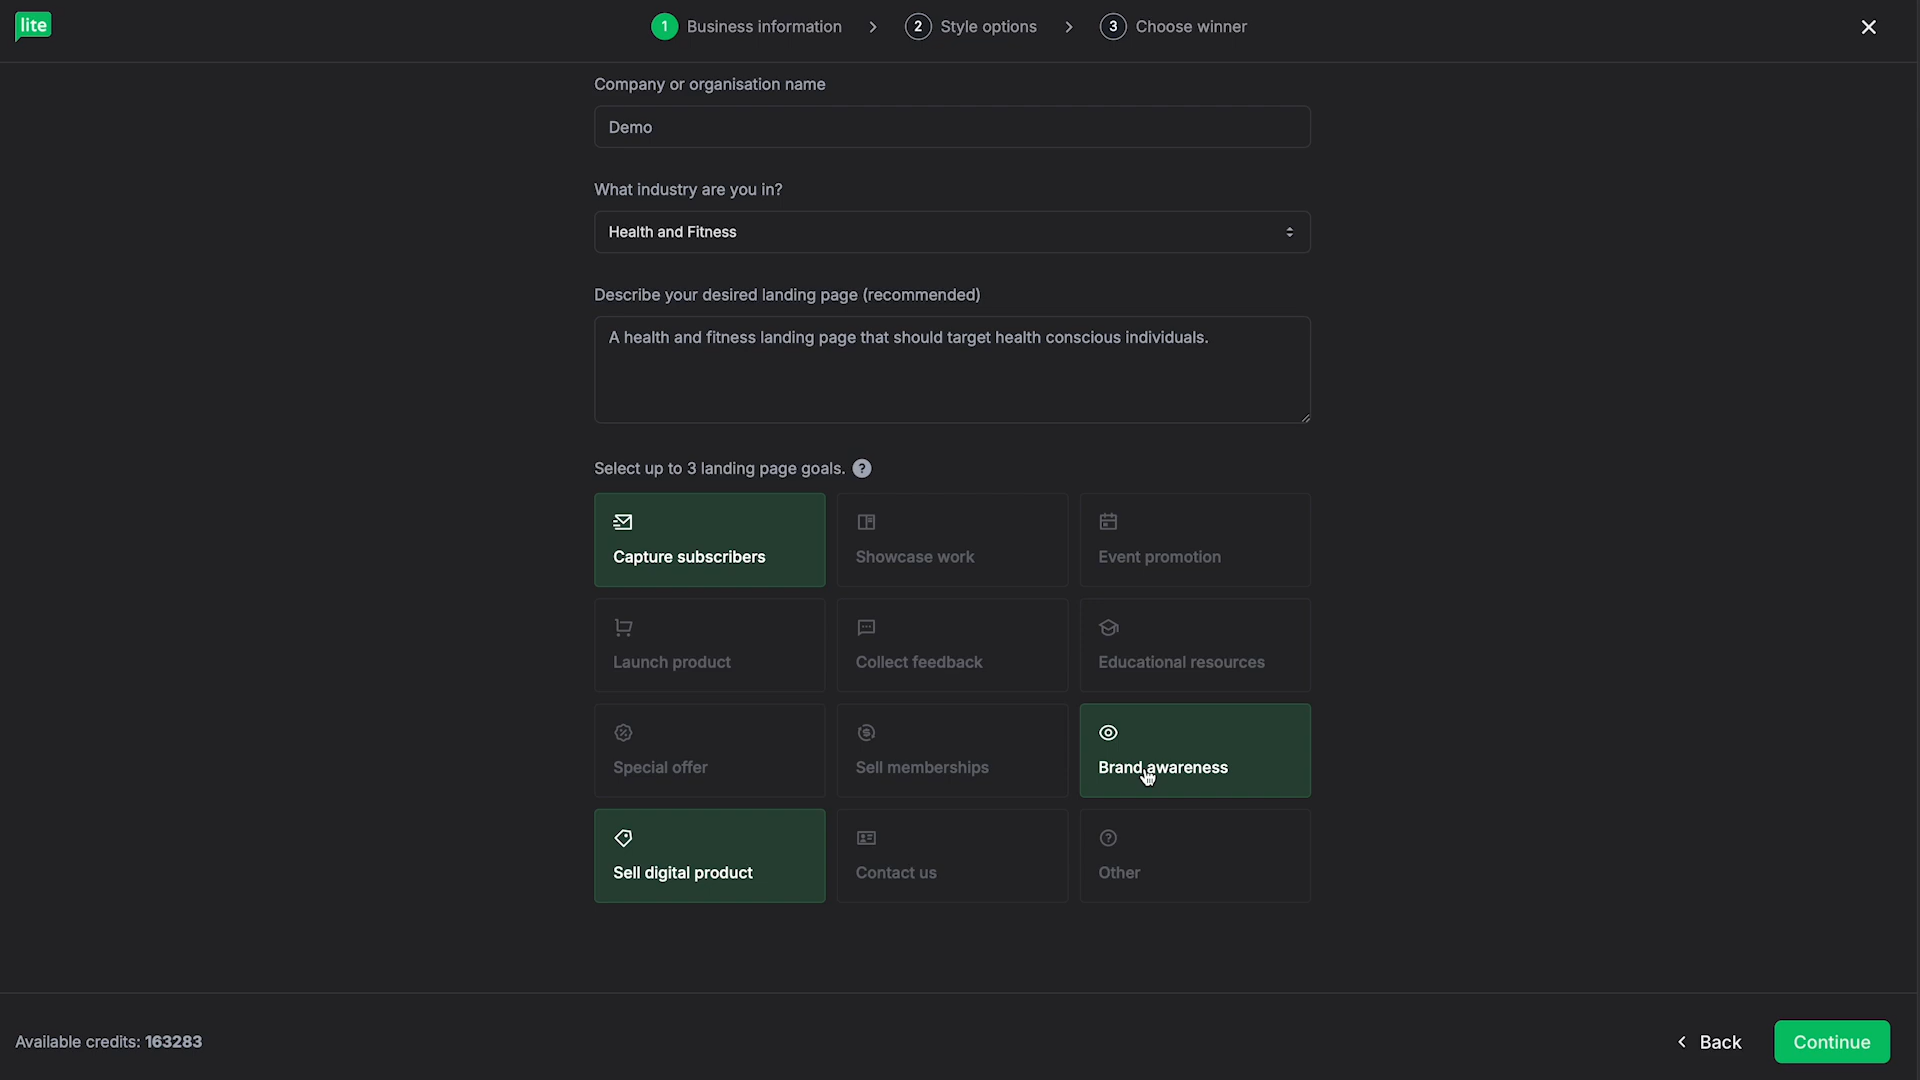 lite
1 Business information > 2 Style options > 3 Choose winner
Company or organisation name
Demo
What industry are you in?
Health and Fitness
Describe your desired landing page (recommended)
A health and fitness landing page that should target health conscious individuals.
Select up to 3 landing page goals. ?
Capture subscribers
Showcase work
Event promotion
Launch product
Collect feedback
Educational resources
Special offer
Sell memberships
Brand awareness
Sell digital product
Contact us
Other
Available credits: 163283
Back
Continue